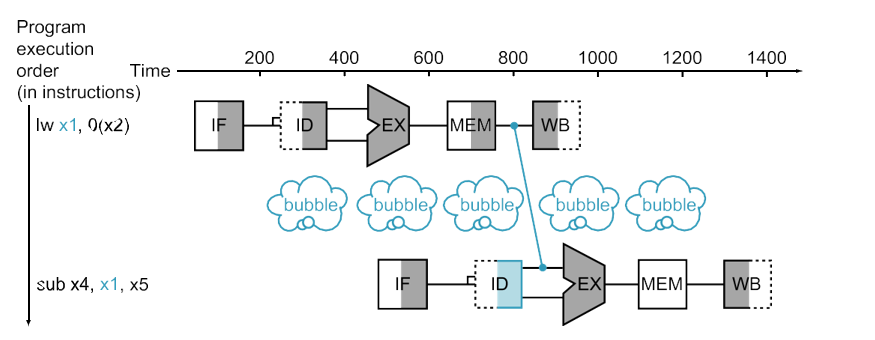 Program
execution
order
(in instructions)
Time
200 400 600 800 1000 1200 1400
lw x1, 0(x2)
IF ID EX MEM WB
bubble bubble bubble bubble bubble
sub x4, x1, x5
IF ID EX MEM WB